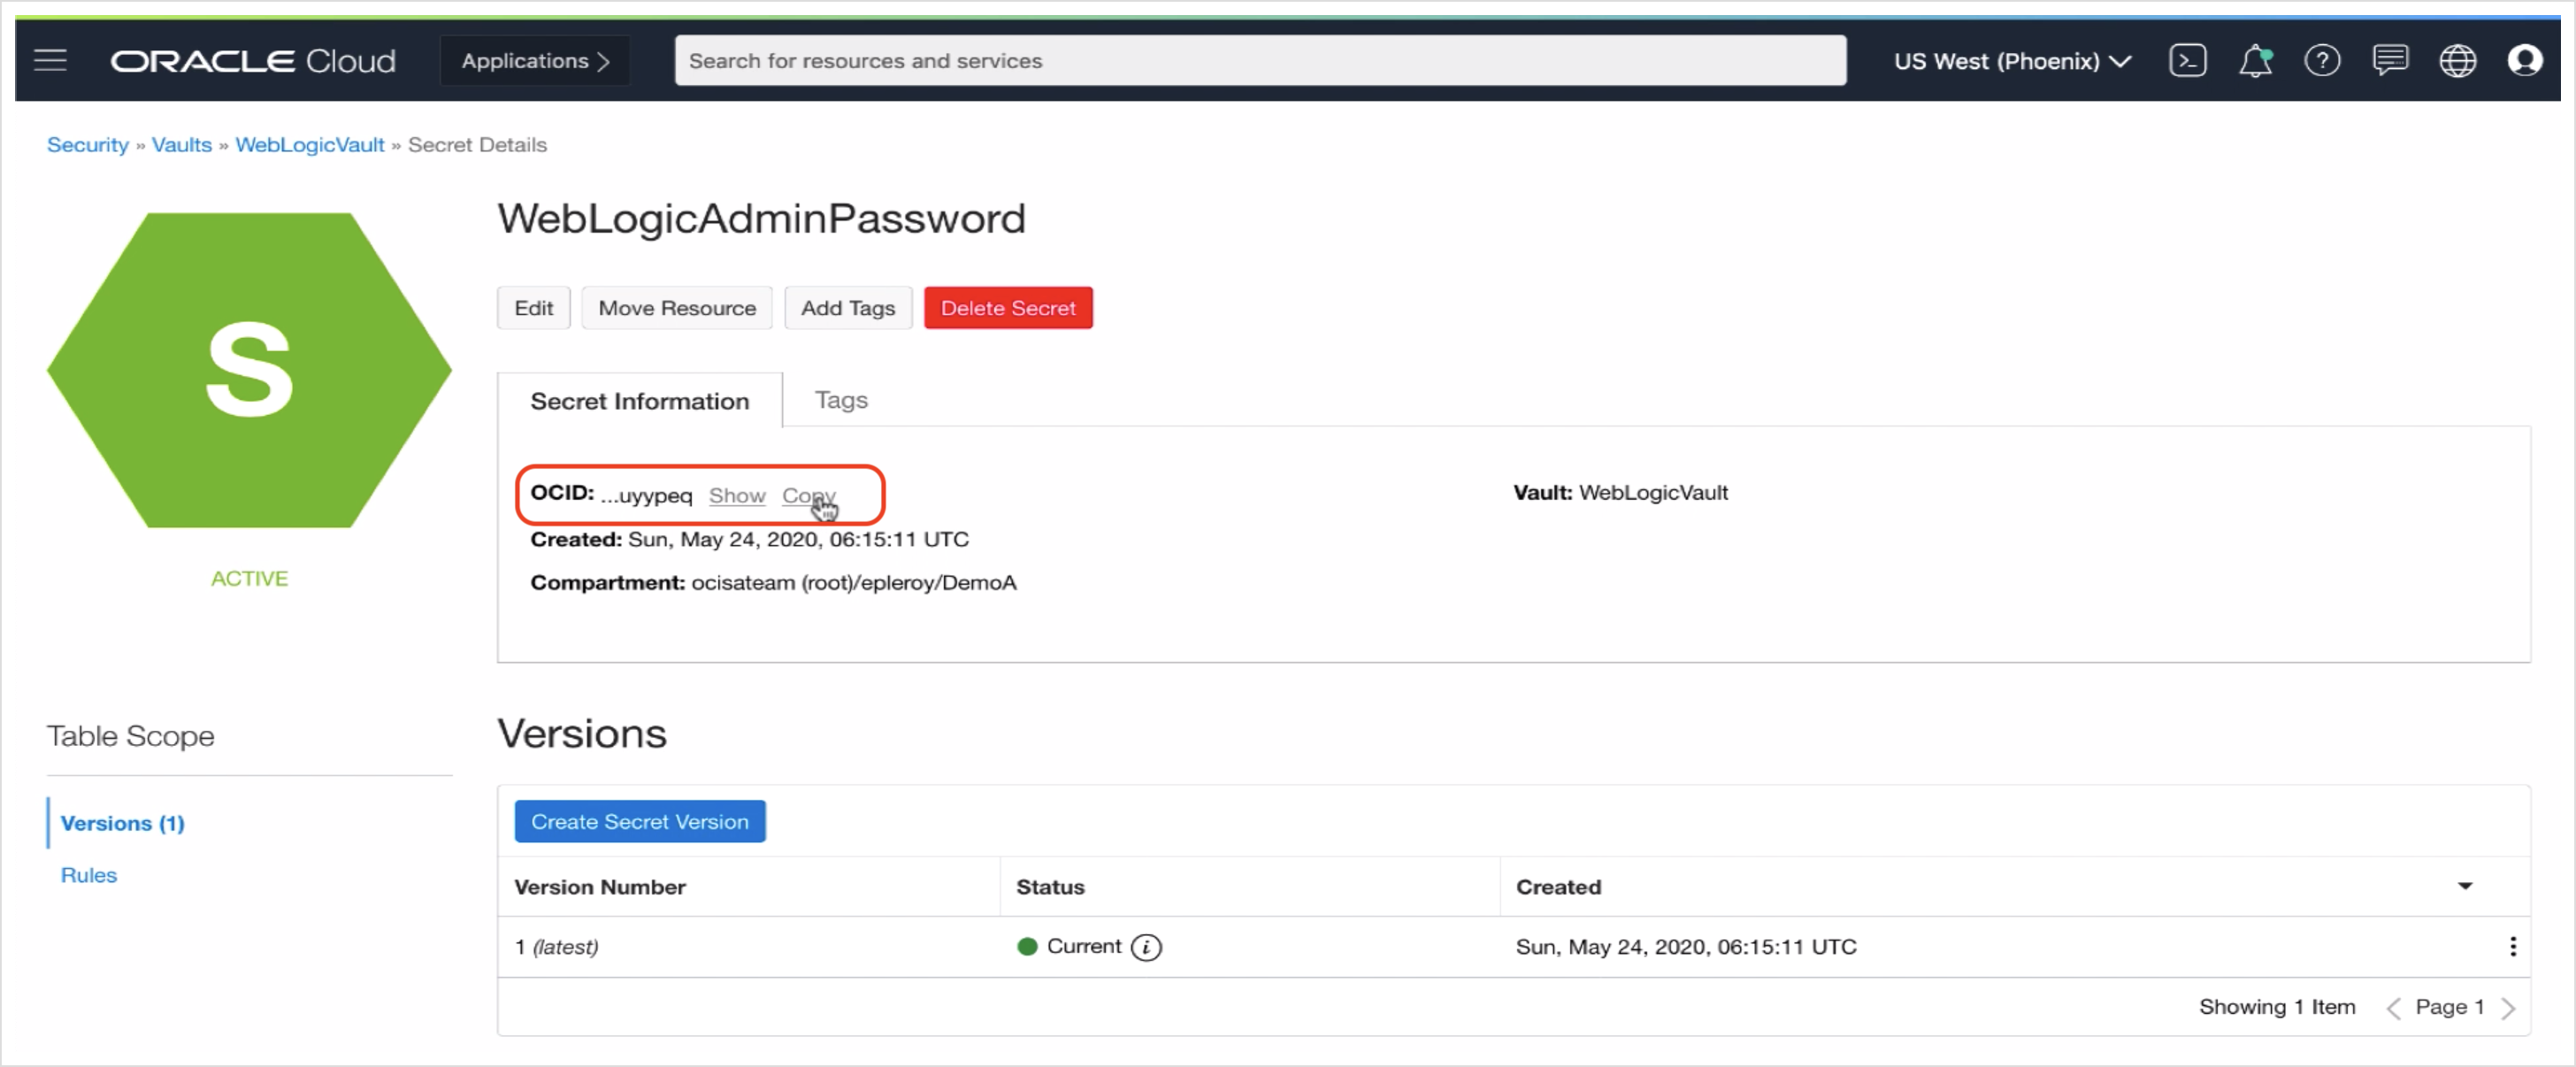 ORACLE Cloud Applications > Search for resources and services US West (Phoenix)
Security » Vaults » WebLogicVault » Secret Details
S
ACTIVE
WebLogicAdminPassword
Edit Move Resource Add Tags Delete Secret
Secret Information Tags
OCID: ...uyypeq Show Copy
Vault: WebLogicVault
Created: Sun, May 24, 2020, 06:15:11 UTC
Compartment: ocisateam (root)/epleroy/DemoA
Table Scope
Versions (1)
Rules
Versions
Create Secret Version
Version Number Status Created
1 (latest) Current Sun, May 24, 2020, 06:15:11 UTC
Showing 1 Item < Page 1 >